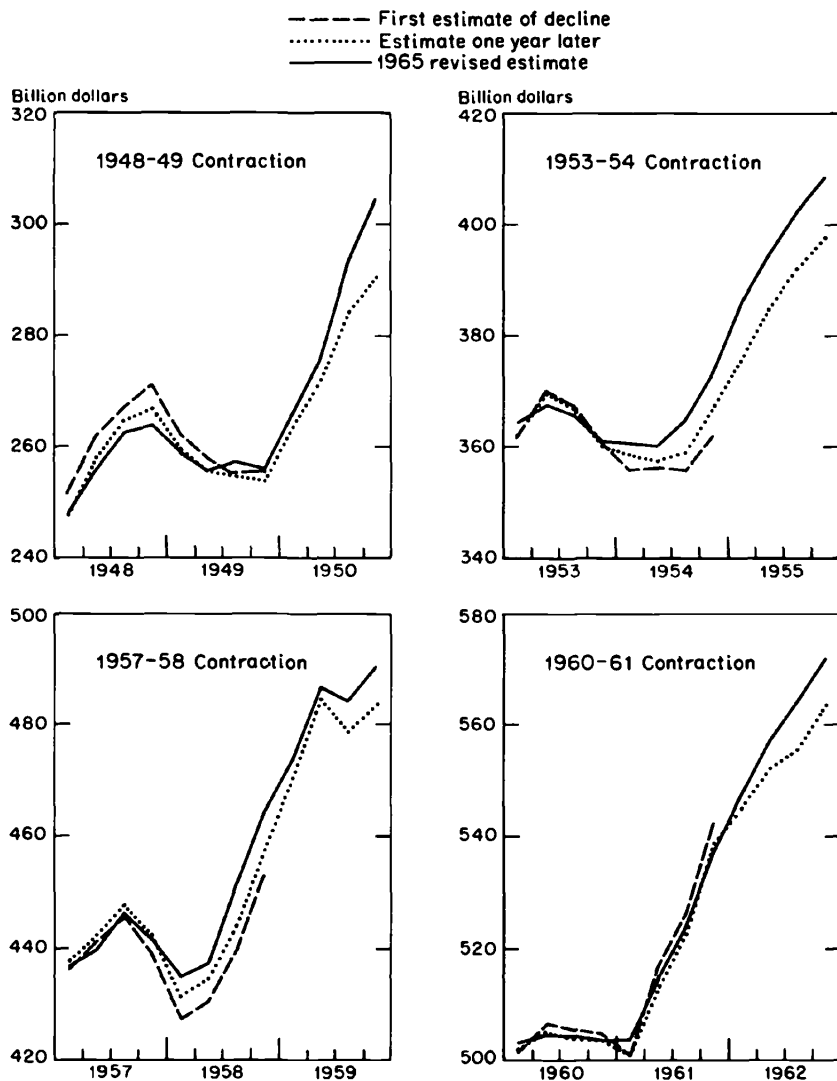 First estimate of decline
Estimate one year later
1965 revised estimate
Billion dollars
320
300
280
260
240
1948-49 Contraction
1948 1949 1950
Billion dollars
420
400
380
360
340
1953-54 Contraction
1953 1954 1955
500
480
460
440
420
1957-58 Contraction
1957 1958 1959
580
560
540
520
500
1960-61 Contraction
1960 1961 1962